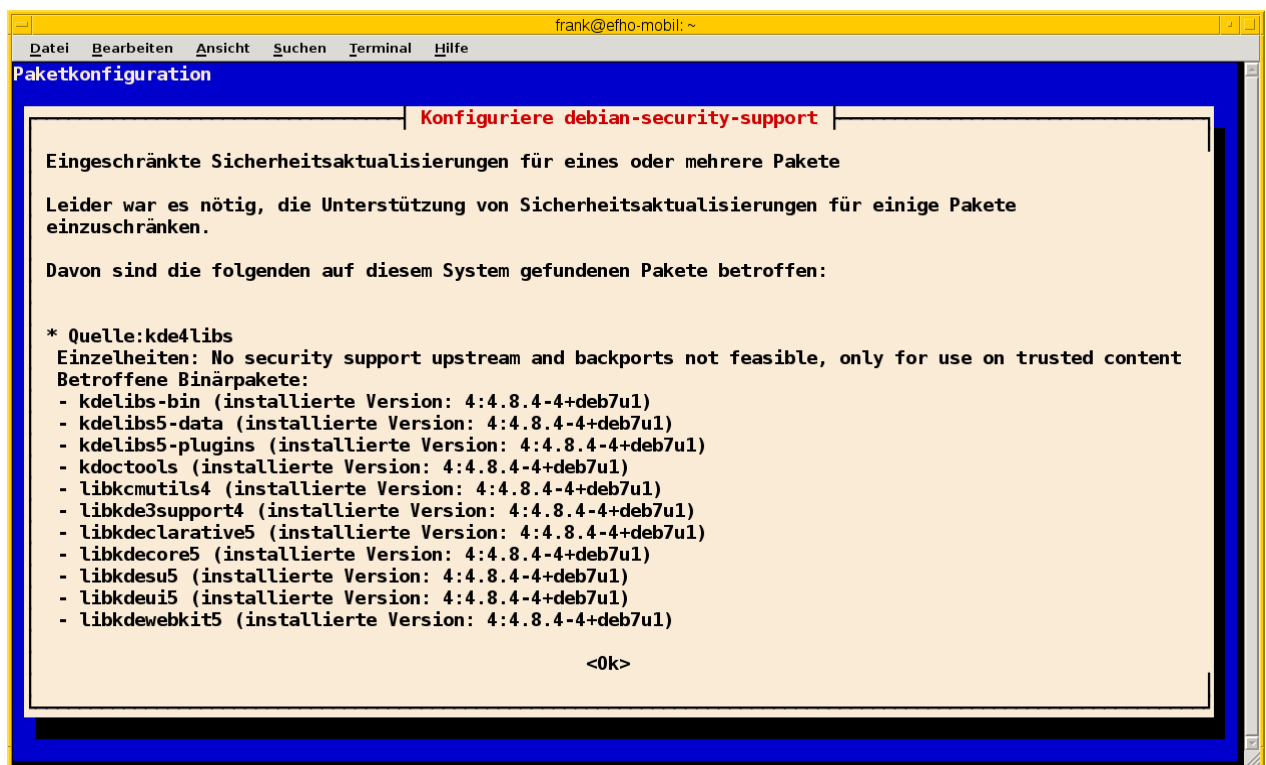 frank@efho-mobil: ~
Datei Bearbeiten Ansicht Suchen Terminal Hilfe
Paketkonfiguration
Konfiguriere debian-security-support
Eingeschränkte Sicherheitsaktualisierungen für eines oder mehrere Pakete
Leider war es nötig, die Unterstützung von Sicherheitsaktualisierungen für einige Pakete
einzuschränken.
Davon sind die folgenden auf diesem System gefundenen Pakete betroffen:
* Quelle:kde4libs
Einzelheiten: No security support upstream and backports not feasible, only for use on trusted content
Betroffene Binärpakete:
- kdelibs-bin (installierte Version: 4:4.8.4-4+deb7u1)
- kdelibs5-data (installierte Version: 4:4.8.4-4+deb7u1)
- kdelibs5-plugins (installierte Version: 4:4.8.4-4+deb7u1)
- kdoctools (installierte Version: 4:4.8.4-4+deb7u1)
- libkcmutils4 (installierte Version: 4:4.8.4-4+deb7u1)
- libkde3support4 (installierte Version: 4:4.8.4-4+deb7u1)
- libkdeclarative5 (installierte Version: 4:4.8.4-4+deb7u1)
- libkdecore5 (installierte Version: 4:4.8.4-4+deb7u1)
- libkdesu5 (installierte Version: 4:4.8.4-4+deb7u1)
- libkdeui5 (installierte Version: 4:4.8.4-4+deb7u1)
- libkdewebkit5 (installierte Version: 4:4.8.4-4+deb7u1)
<Ok>